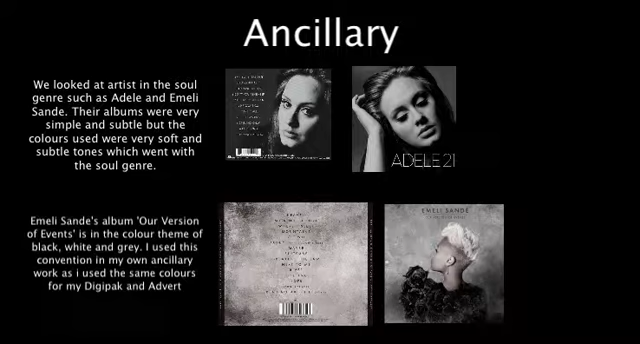 Ancillary
We looked at artist in the soul
genre such as Adele and Emeli
Sande. Their albums were very
simple and subtle but the
colours used were very soft and
subtle tones which went with
the soul genre.
ADELE 21
Emeli Sande's album 'Our Version
of Events' is in the colour theme of
black, white and grey. I used this
convention in my own ancillary
work as i used the same colours
for my Digipak and Advert
EMELI SANDE